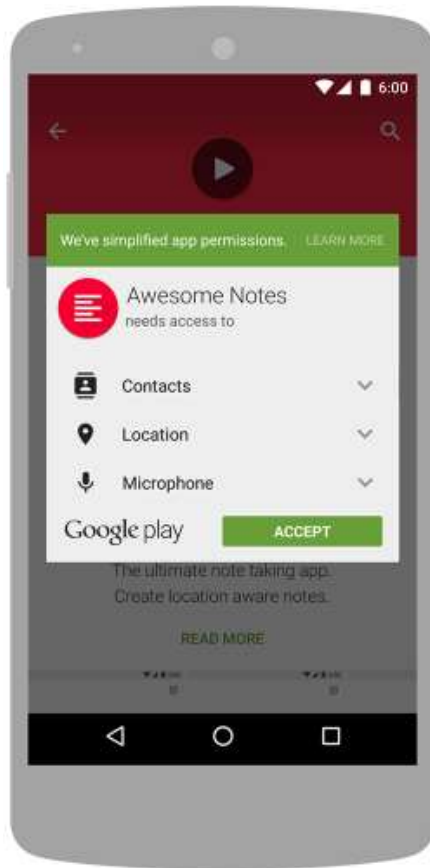 6:00
We've simplified app permissions. LEARN MORE
Awesome Notes
needs access to
Contacts
Location
Microphone
Google play ACCEPT
The ultimate note taking app.
Create location aware notes.
READ MORE